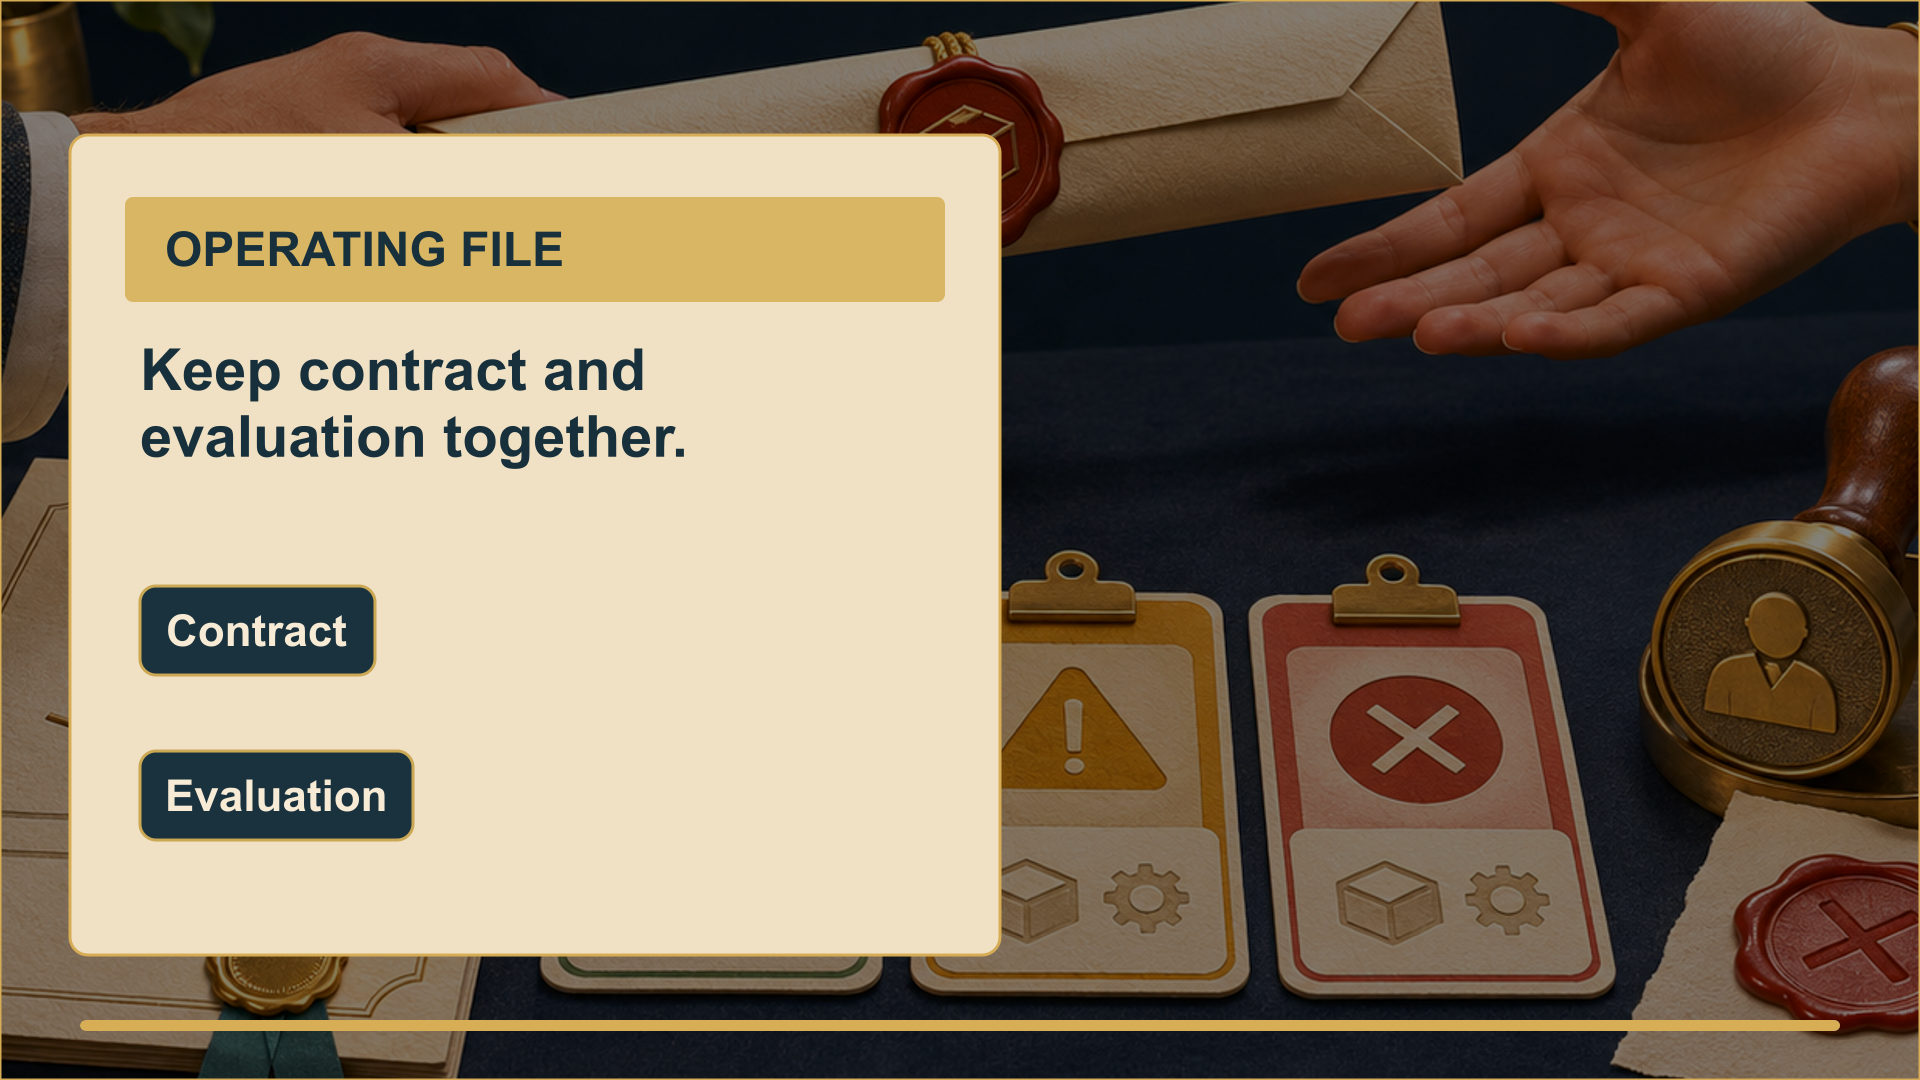 OPERATING FILE
Keep contract and
evaluation together.
Contract
Evaluation